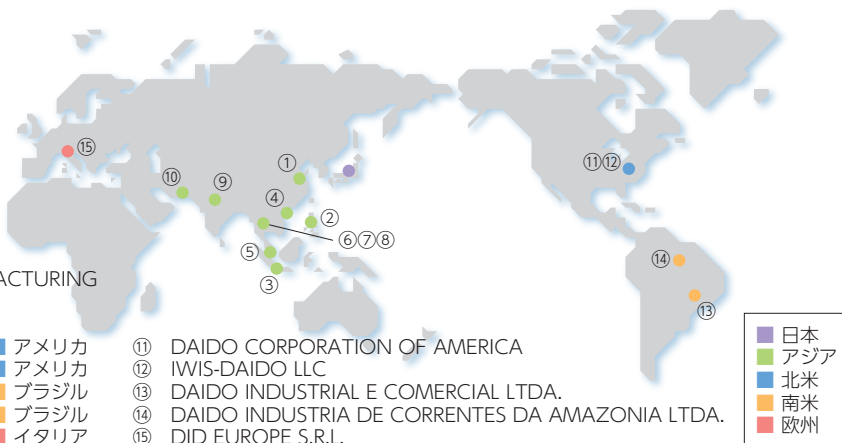 ⑮
①
⑩
⑨
⑪⑫
④
②
⑥⑦⑧
⑤
⑭
③
⑬
ACTURING
アメリカ ⑪ DAIDO CORPORATION OF AMERICA
アメリカ ⑫ IWIS-DAIDO LLC
ブラジル ⑬ DAIDO INDUSTRIAL E COMERCIAL LTDA.
ブラジル ⑭ DAIDO INDUSTRIA DE CORRENTES DA AMAZONIA LTDA.
イタリア ⑮ DID EUROPE S.R.L.
日本
アジア
北米
南米
欧州